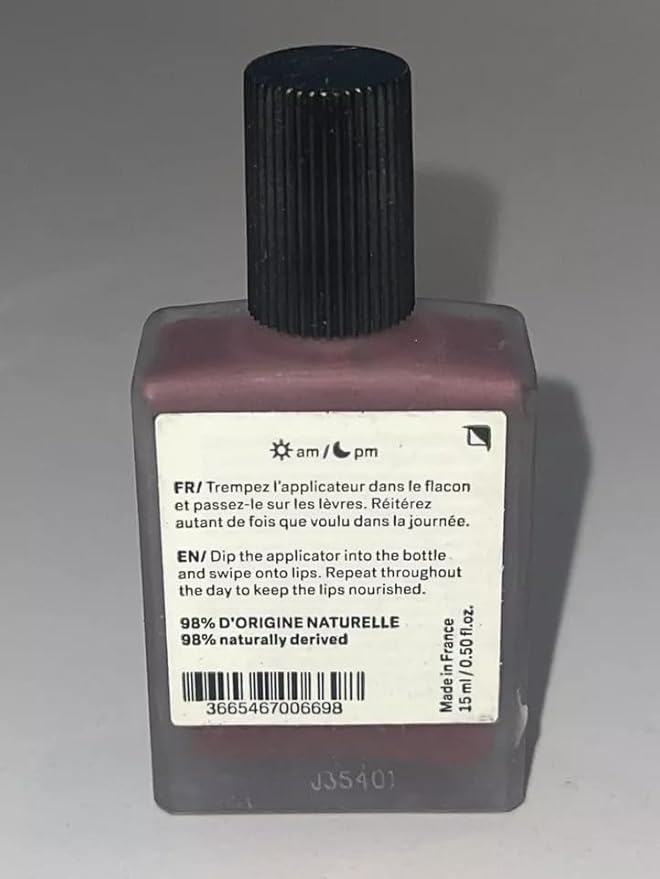 am / pm
FR/ Trempez l'applicateur dans le flacon
et passez-le sur les lèvres. Réitérez
autant de fois que voulu dans la journée.
EN/ Dip the applicator into the bottle
and swipe onto lips. Repeat throughout
the day to keep the lips nourished.
98% D'ORIGINE NATURELLE
98% naturally derived
Made in France
15 ml / 0.50 fl.oz.
3665467006698
J35401